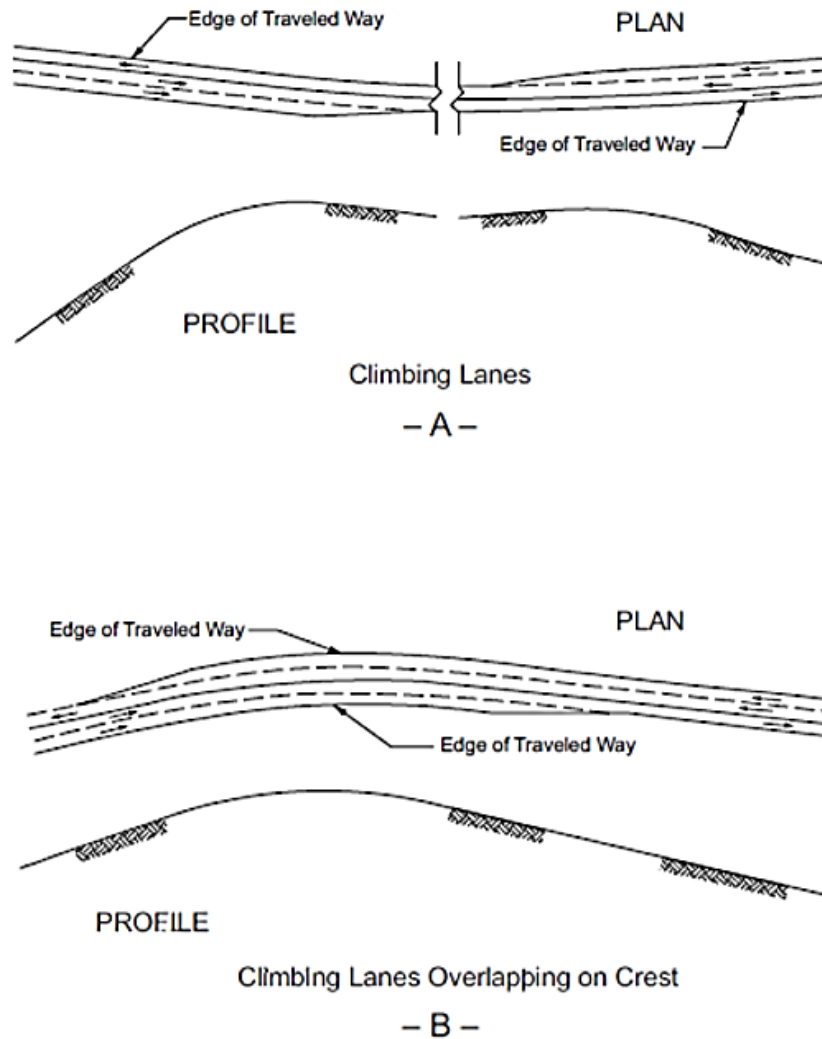 Edge of Traveled Way
PLAN
Edge of Traveled Way
PROFILE
Climbing Lanes
– A –
PLAN
Edge of Traveled Way
Edge of Traveled Way
PROFILE
Climbing Lanes Overlapping on Crest
– B –